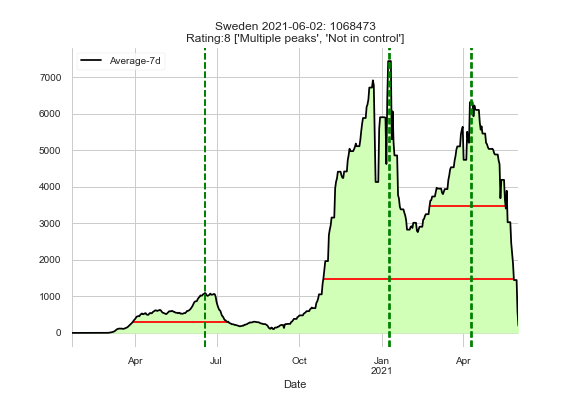 Sweden 2021-06-02: 1068473
Rating:8 ['Multiple peaks', 'Not in control']
Average-7d
7000
6000
5000
4000
3000
2000
1000
0
Apr
Jul
Oct
Jan
2021
Apr
Date